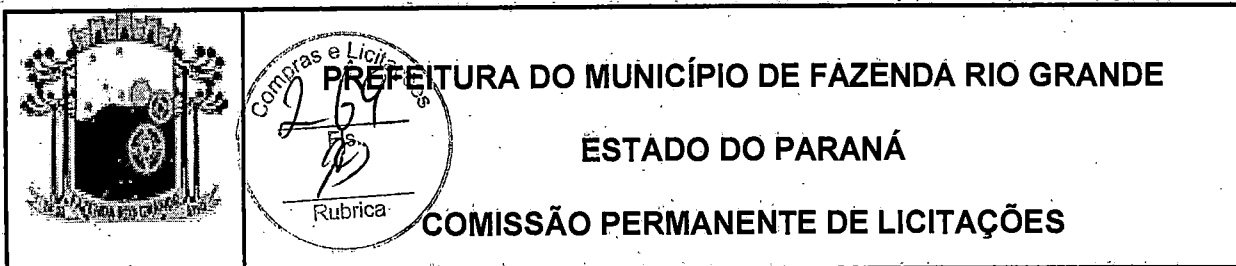 PREFEITURA DO MUNICÍPIO DE FAZENDA RIO GRANDE
ESTADO DO PARANÁ
COMISSÃO PERMANENTE DE LICITAÇÕES
Compras e Licitações
269
Fls.
Rubrica